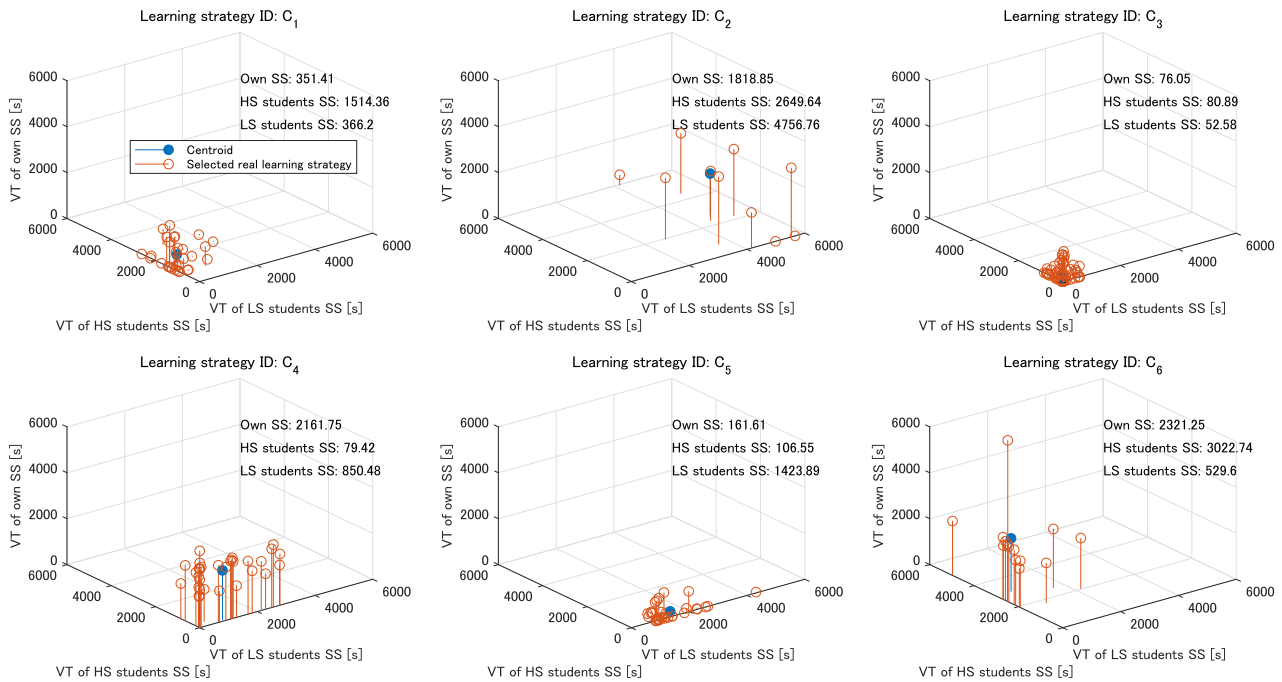 Learning strategy ID: C1
Own SS: 351.41
HS students SS: 1514.36
LS students SS: 366.2
Centroid
Selected real learning strategy
VT of own SS [s]
6000
4000
2000
0
6000
4000
2000
0
0
2000
4000
6000
VT of HS students SS [s]
VT of LS students SS [s]
Learning strategy ID: C2
Own SS: 1818.85
HS students SS: 2649.64
LS students SS: 4756.76
VT of own SS [s]
6000
4000
2000
0
6000
4000
2000
0
0
2000
4000
6000
VT of HS students SS [s]
VT of LS students SS [s]
Learning strategy ID: C3
Own SS: 76.05
HS students SS: 80.89
LS students SS: 52.58
VT of own SS [s]
6000
4000
2000
0
6000
4000
2000
0
0
2000
4000
6000
VT of HS students SS [s]
VT of LS students SS [s]
Learning strategy ID: C4
Own SS: 2161.75
HS students SS: 79.42
LS students SS: 850.48
VT of own SS [s]
6000
4000
2000
0
6000
4000
2000
0
0
2000
4000
6000
VT of HS students SS [s]
VT of LS students SS [s]
Learning strategy ID: C5
Own SS: 161.61
HS students SS: 106.55
LS students SS: 1423.89
VT of own SS [s]
6000
4000
2000
0
6000
4000
2000
0
0
2000
4000
6000
VT of HS students SS [s]
VT of LS students SS [s]
Learning strategy ID: C6
Own SS: 2321.25
HS students SS: 3022.74
LS students SS: 529.6
VT of own SS [s]
6000
4000
2000
0
6000
4000
2000
0
0
2000
4000
6000
VT of HS students SS [s]
VT of LS students SS [s]